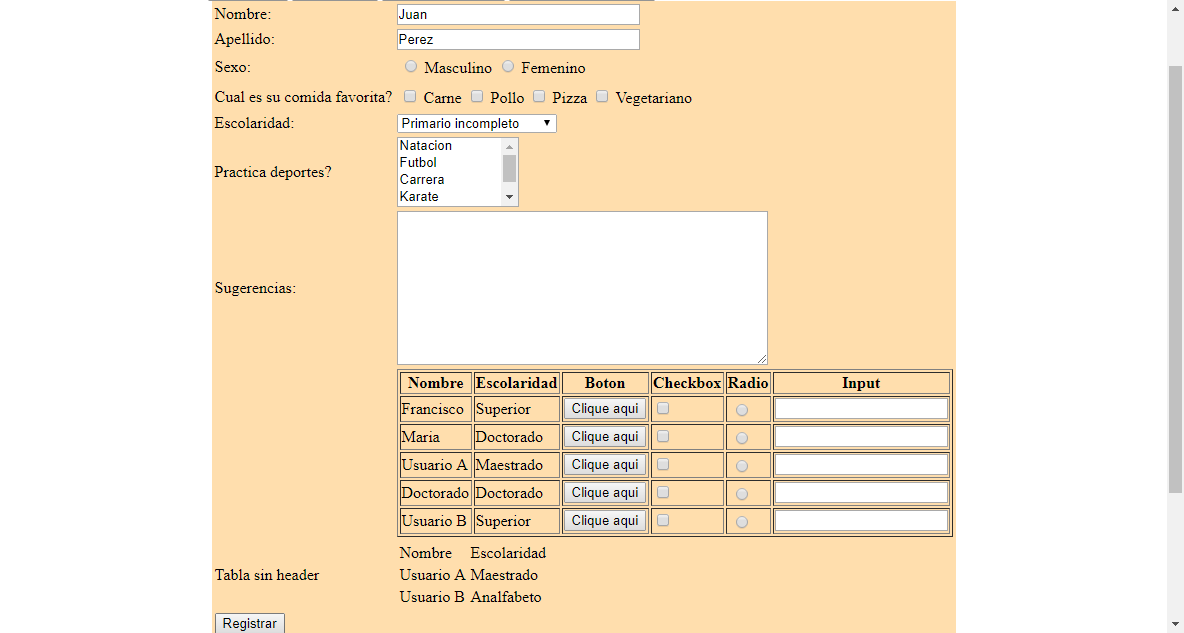 Nombre: Juan
Apellido: Perez
Sexo: Masculino Femenino
Cual es su comida favorita? Carne Pollo Pizza Vegetariano
Escolaridad: Primario incompleto
Practica deportes?
Natacion
Futbol
Carrera
Karate
Sugerencias:
Nombre Escolaridad Boton Checkbox Radio Input
Francisco Superior Clique aqui
Maria Doctorado Clique aqui
Usuario A Maestrado Clique aqui
Doctorado Doctorado Clique aqui
Usuario B Superior Clique aqui
Tabla sin header
Nombre Escolaridad
Usuario A Maestrado
Usuario B Analfabeto
Registrar